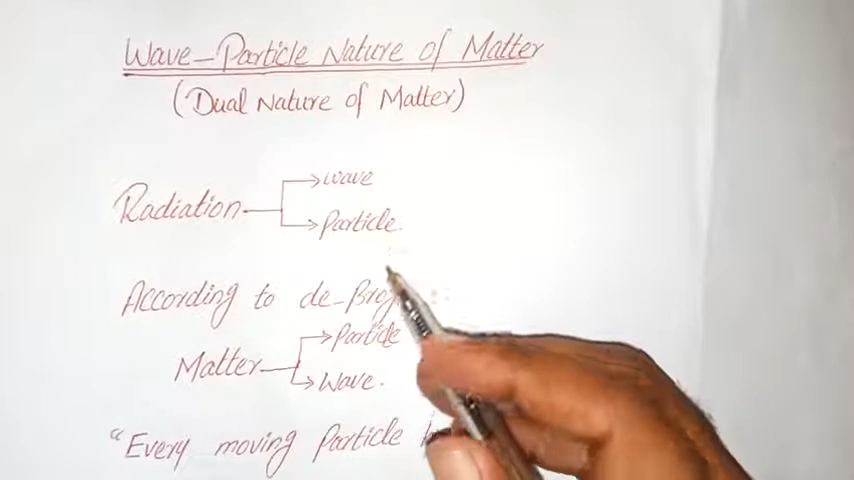 Wave-Particle Nature of Matter
(Dual Nature of Matter)
wave
Radiation
Particle.
According to de-
Particle
Matter
Wave.
"Every moving Particle